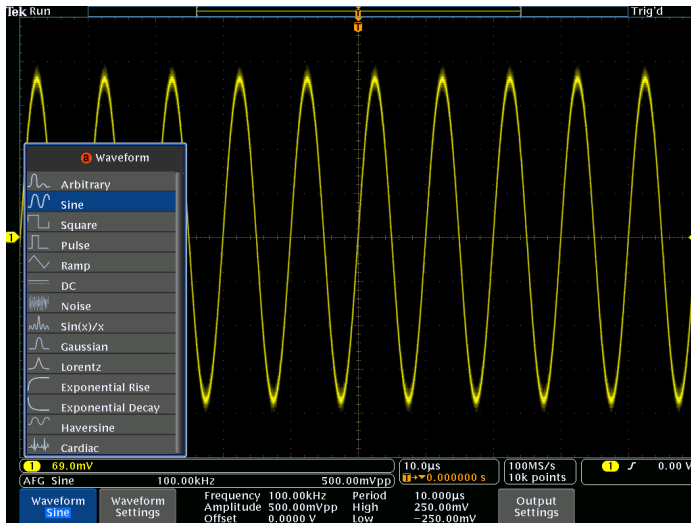 Tek Run Trig'd
T
T
a Waveform
Arbitrary
Sine
Square
Pulse
Ramp
DC
Noise
Sin(x)/x
Gaussian
Lorentz
Exponential Rise
Exponential Decay
Haversine
Cardiac
1
1 69.0mV
AFG Sine 100.00kHz 500.00mVpp
10.0µs
T→▼0.000000 s
100MS/s
10k points
1 0.00 V
Waveform
Sine
Waveform
Settings
Frequency 100.00kHz Period 10.000µs
Amplitude 500.00mVpp High 250.00mV
Offset 0.0000 V Low −250.00mV
Output
Settings